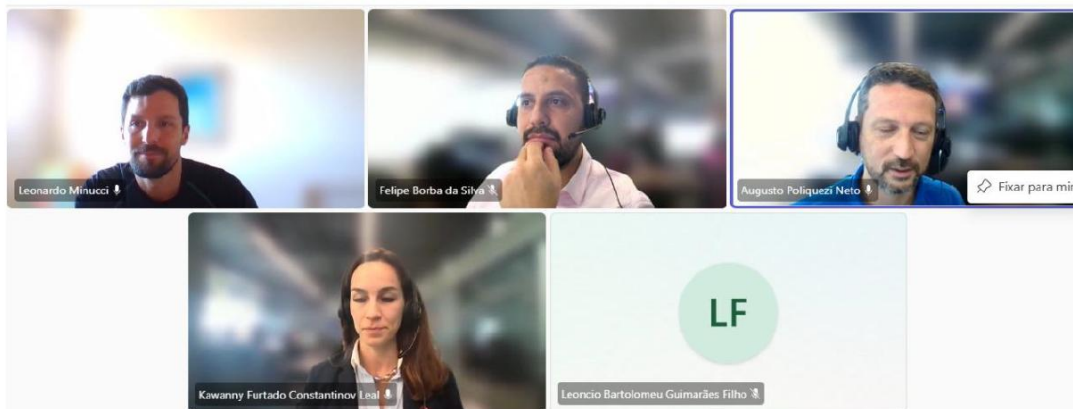 Leonardo Minucci
Felipe Borba da Silva
Augusto Poliquezi Neto
Fixar para mi
LF
Kawanny Furtado Constantinov Leal
Leoncio Bartolomeu Guimarães Filho